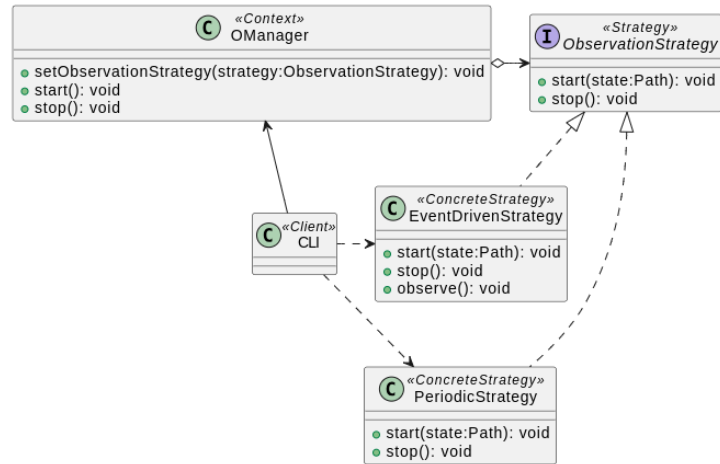 «Context»
C
OManager
setObservationStrategy(strategy:ObservationStrategy): void
start(): void
stop(): void
«Strategy»
I
ObservationStrategy
start(state:Path): void
stop(): void
«Client»
C
CLI
«ConcreteStrategy»
C
EventDrivenStrategy
start(state:Path): void
stop(): void
observe(): void
«ConcreteStrategy»
C
PeriodicStrategy
start(state:Path): void
stop(): void